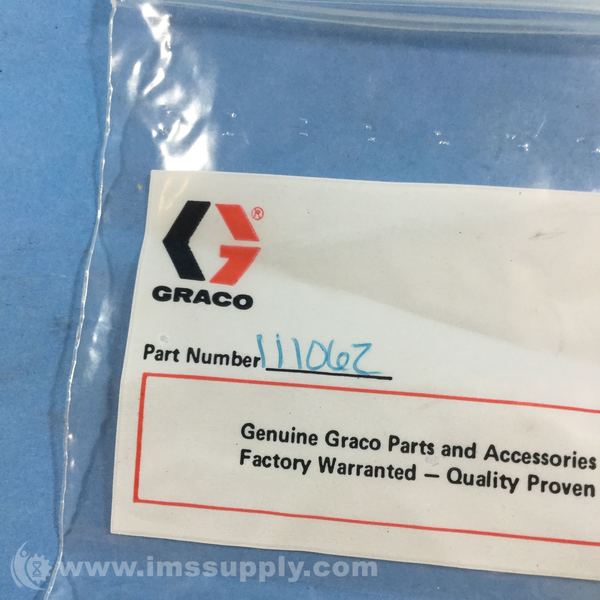 ®
GRACO
Part Number 111062
Genuine Graco Parts and Accessories
Factory Warranted — Quality Proven
www.imssupply.com